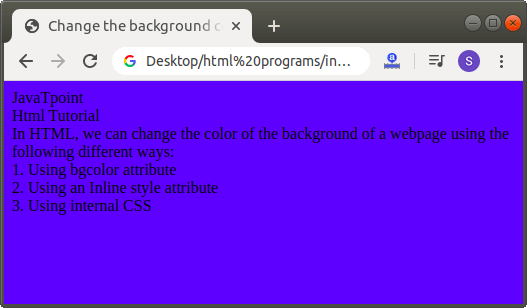 Change the background c
Desktop/html%20programs/in...
a
S
JavaTpoint
Html Tutorial
In HTML, we can change the color of the background of a webpage using the
following different ways:
1. Using bgcolor attribute
2. Using an Inline style attribute
3. Using internal CSS